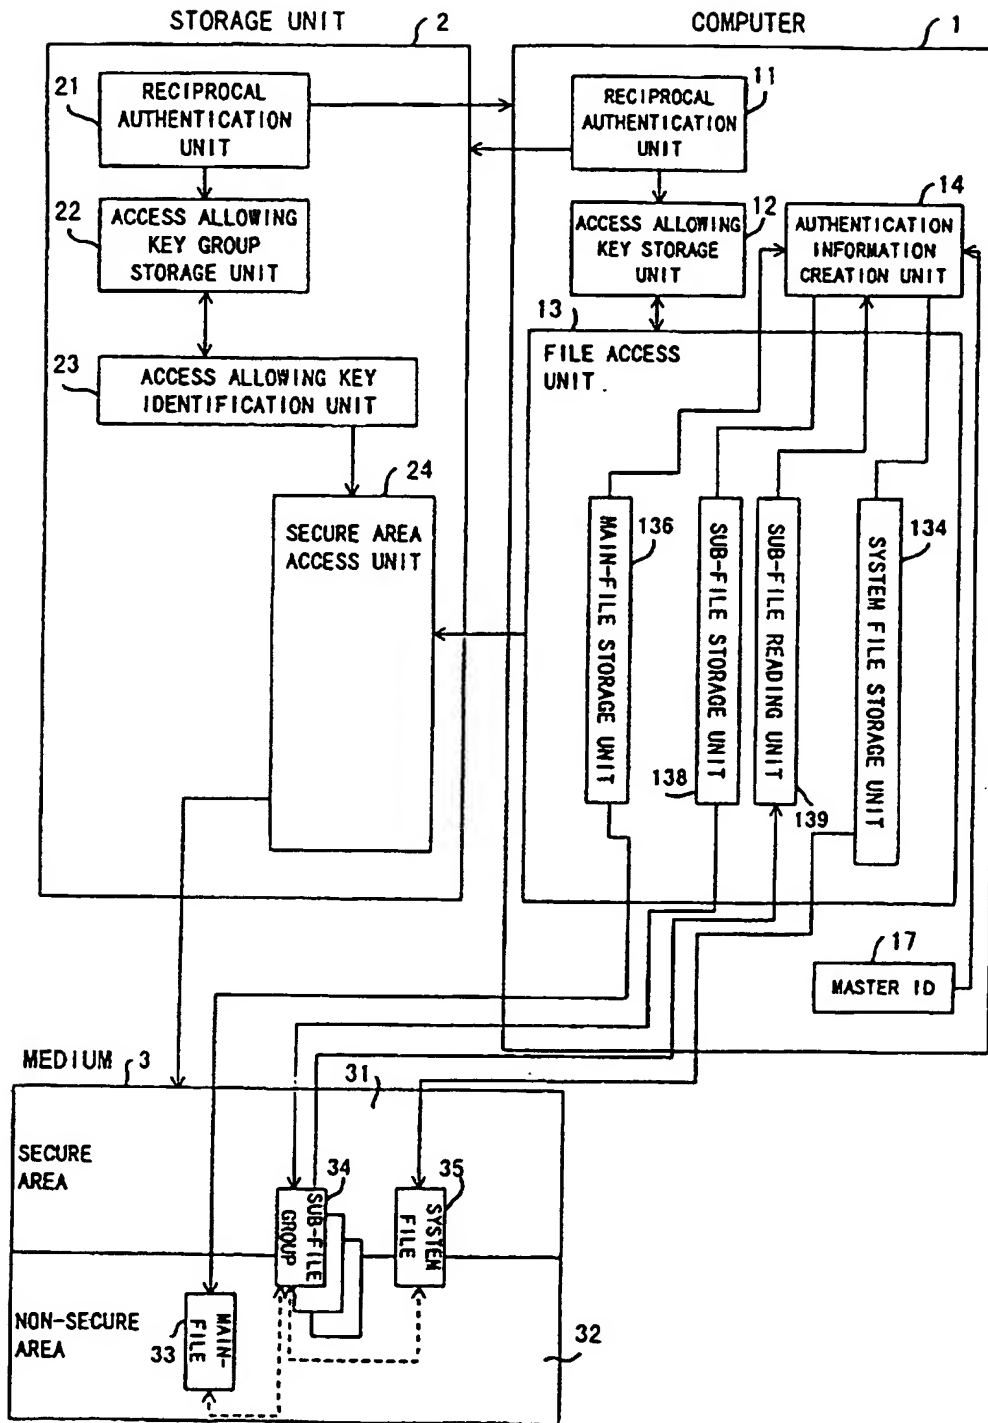 STORAGE UNIT
2
COMPUTER
1
21
RECIPROCAL
AUTHENTICATION
UNIT
11
RECIPROCAL
AUTHENTICATION
UNIT
22
ACCESS ALLOWING
KEY GROUP
STORAGE UNIT
12
ACCESS ALLOWING
KEY STORAGE
UNIT
14
AUTHENTICATION
INFORMATION
CREATION UNIT
23
ACCESS ALLOWING KEY
IDENTIFICATION UNIT
13
FILE ACCESS
UNIT
24
SECURE AREA
ACCESS UNIT
136
MAIN-FILE STORAGE UNIT
138
SUB-FILE STORAGE UNIT
139
SUB-FILE READING UNIT
134
SYSTEM FILE STORAGE UNIT
17
MASTER ID
MEDIUM
3
31
SECURE
AREA
34
SUB-FILE
GROUP
35
SYSTEM
FILE
NON-SECURE
AREA
33
MAIN-
FILE
32